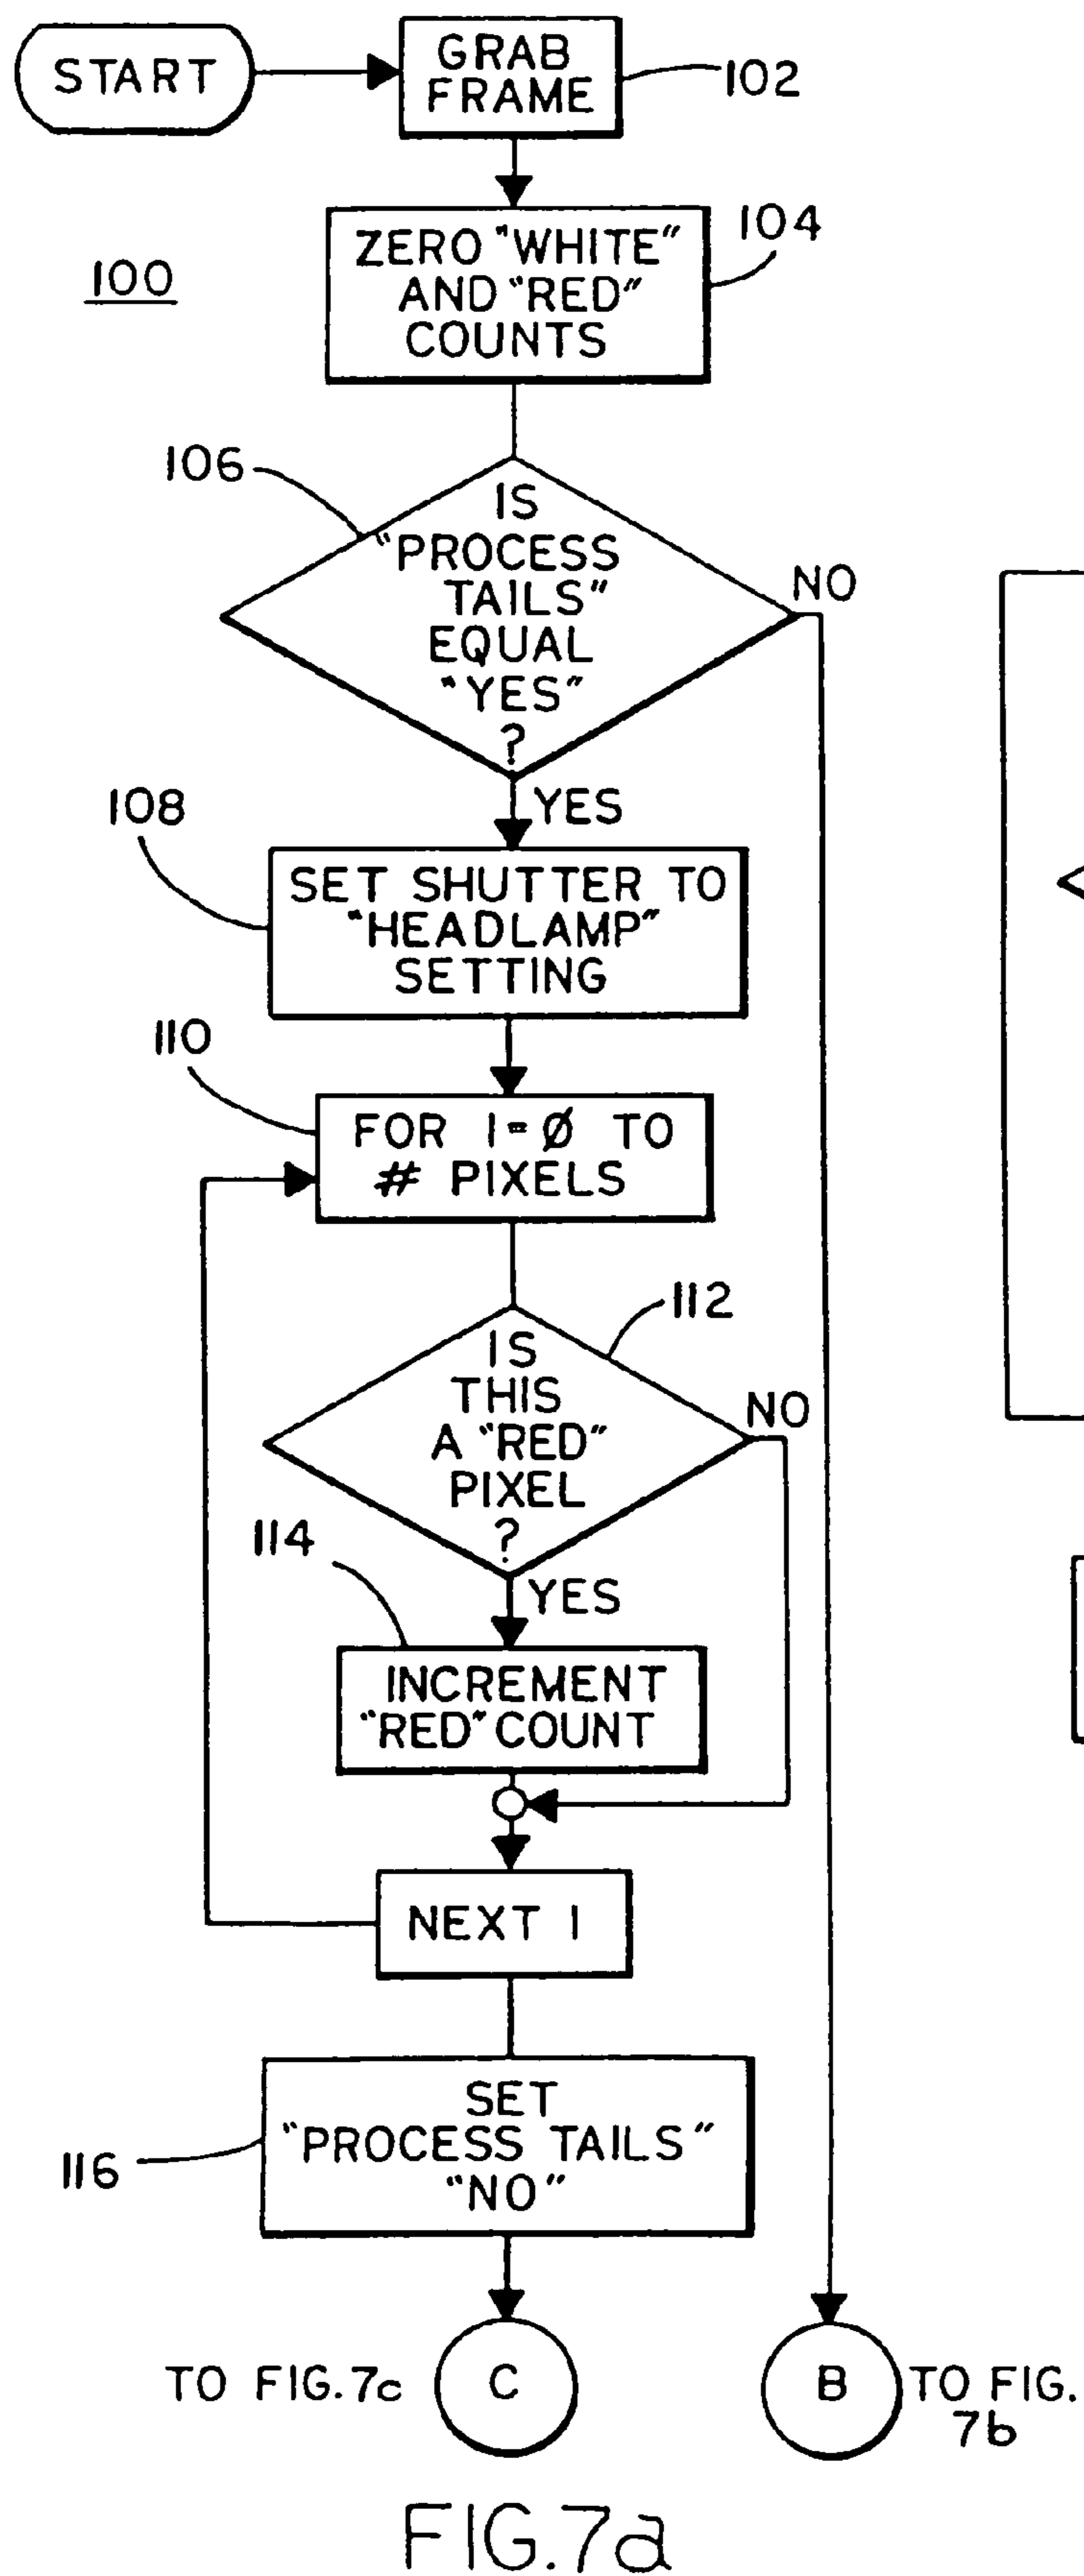 START
GRAB
FRAME
102
ZERO "WHITE"
AND "RED"
COUNTS
104
100
106
IS
"PROCESS
TAILS"
EQUAL
"YES"
?
NO
YES
108
SET SHUTTER TO
"HEADLAMP"
SETTING
110
FOR I=Ø TO
# PIXELS
112
IS
THIS
A "RED"
PIXEL
?
NO
114
YES
INCREMENT
"RED" COUNT
NEXT I
SET
"PROCESS TAILS"
"NO"
116
TO FIG.7c
C
B
TO FIG.
7b
FIG.7a